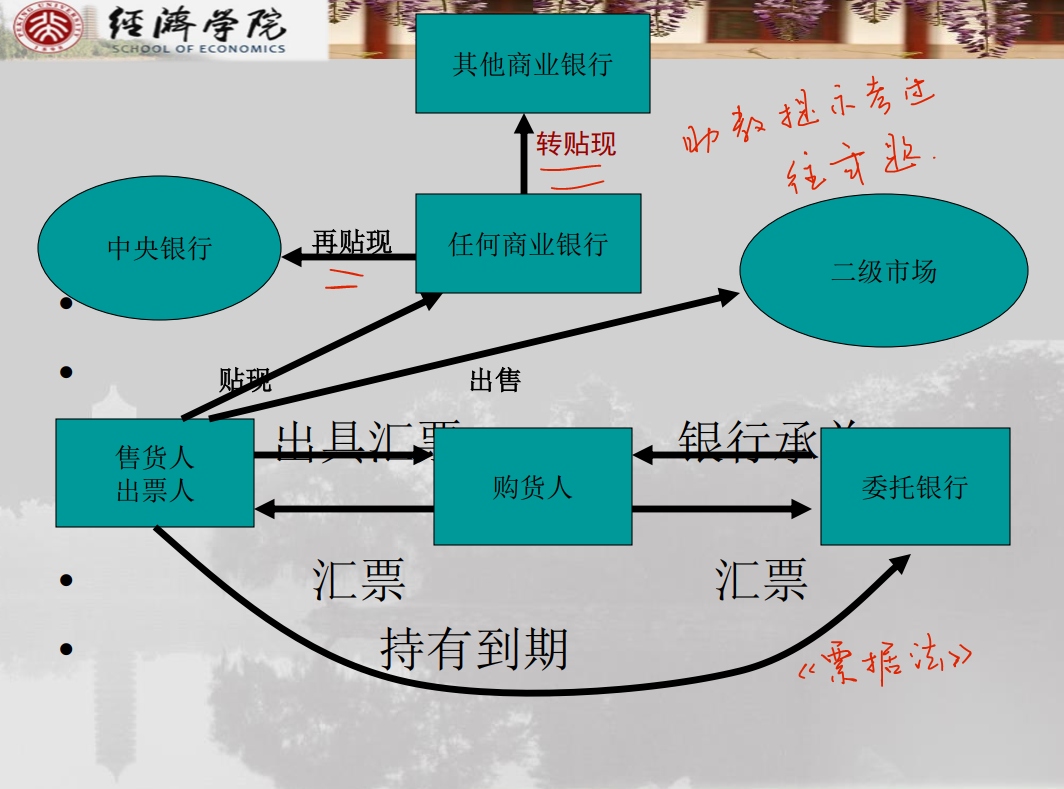 PEKING UNIVERSITY
1898
經濟学院
SCHOOL OF ECONOMICS
其他商业银行
转贴现
助教提示考过
往年题.
中央银行
再贴现
任何商业银行
二级市场
贴现
出售
出具汇票
银行承
售货人
出票人
购货人
委托银行
汇票
汇票
持有到期
《票据法》